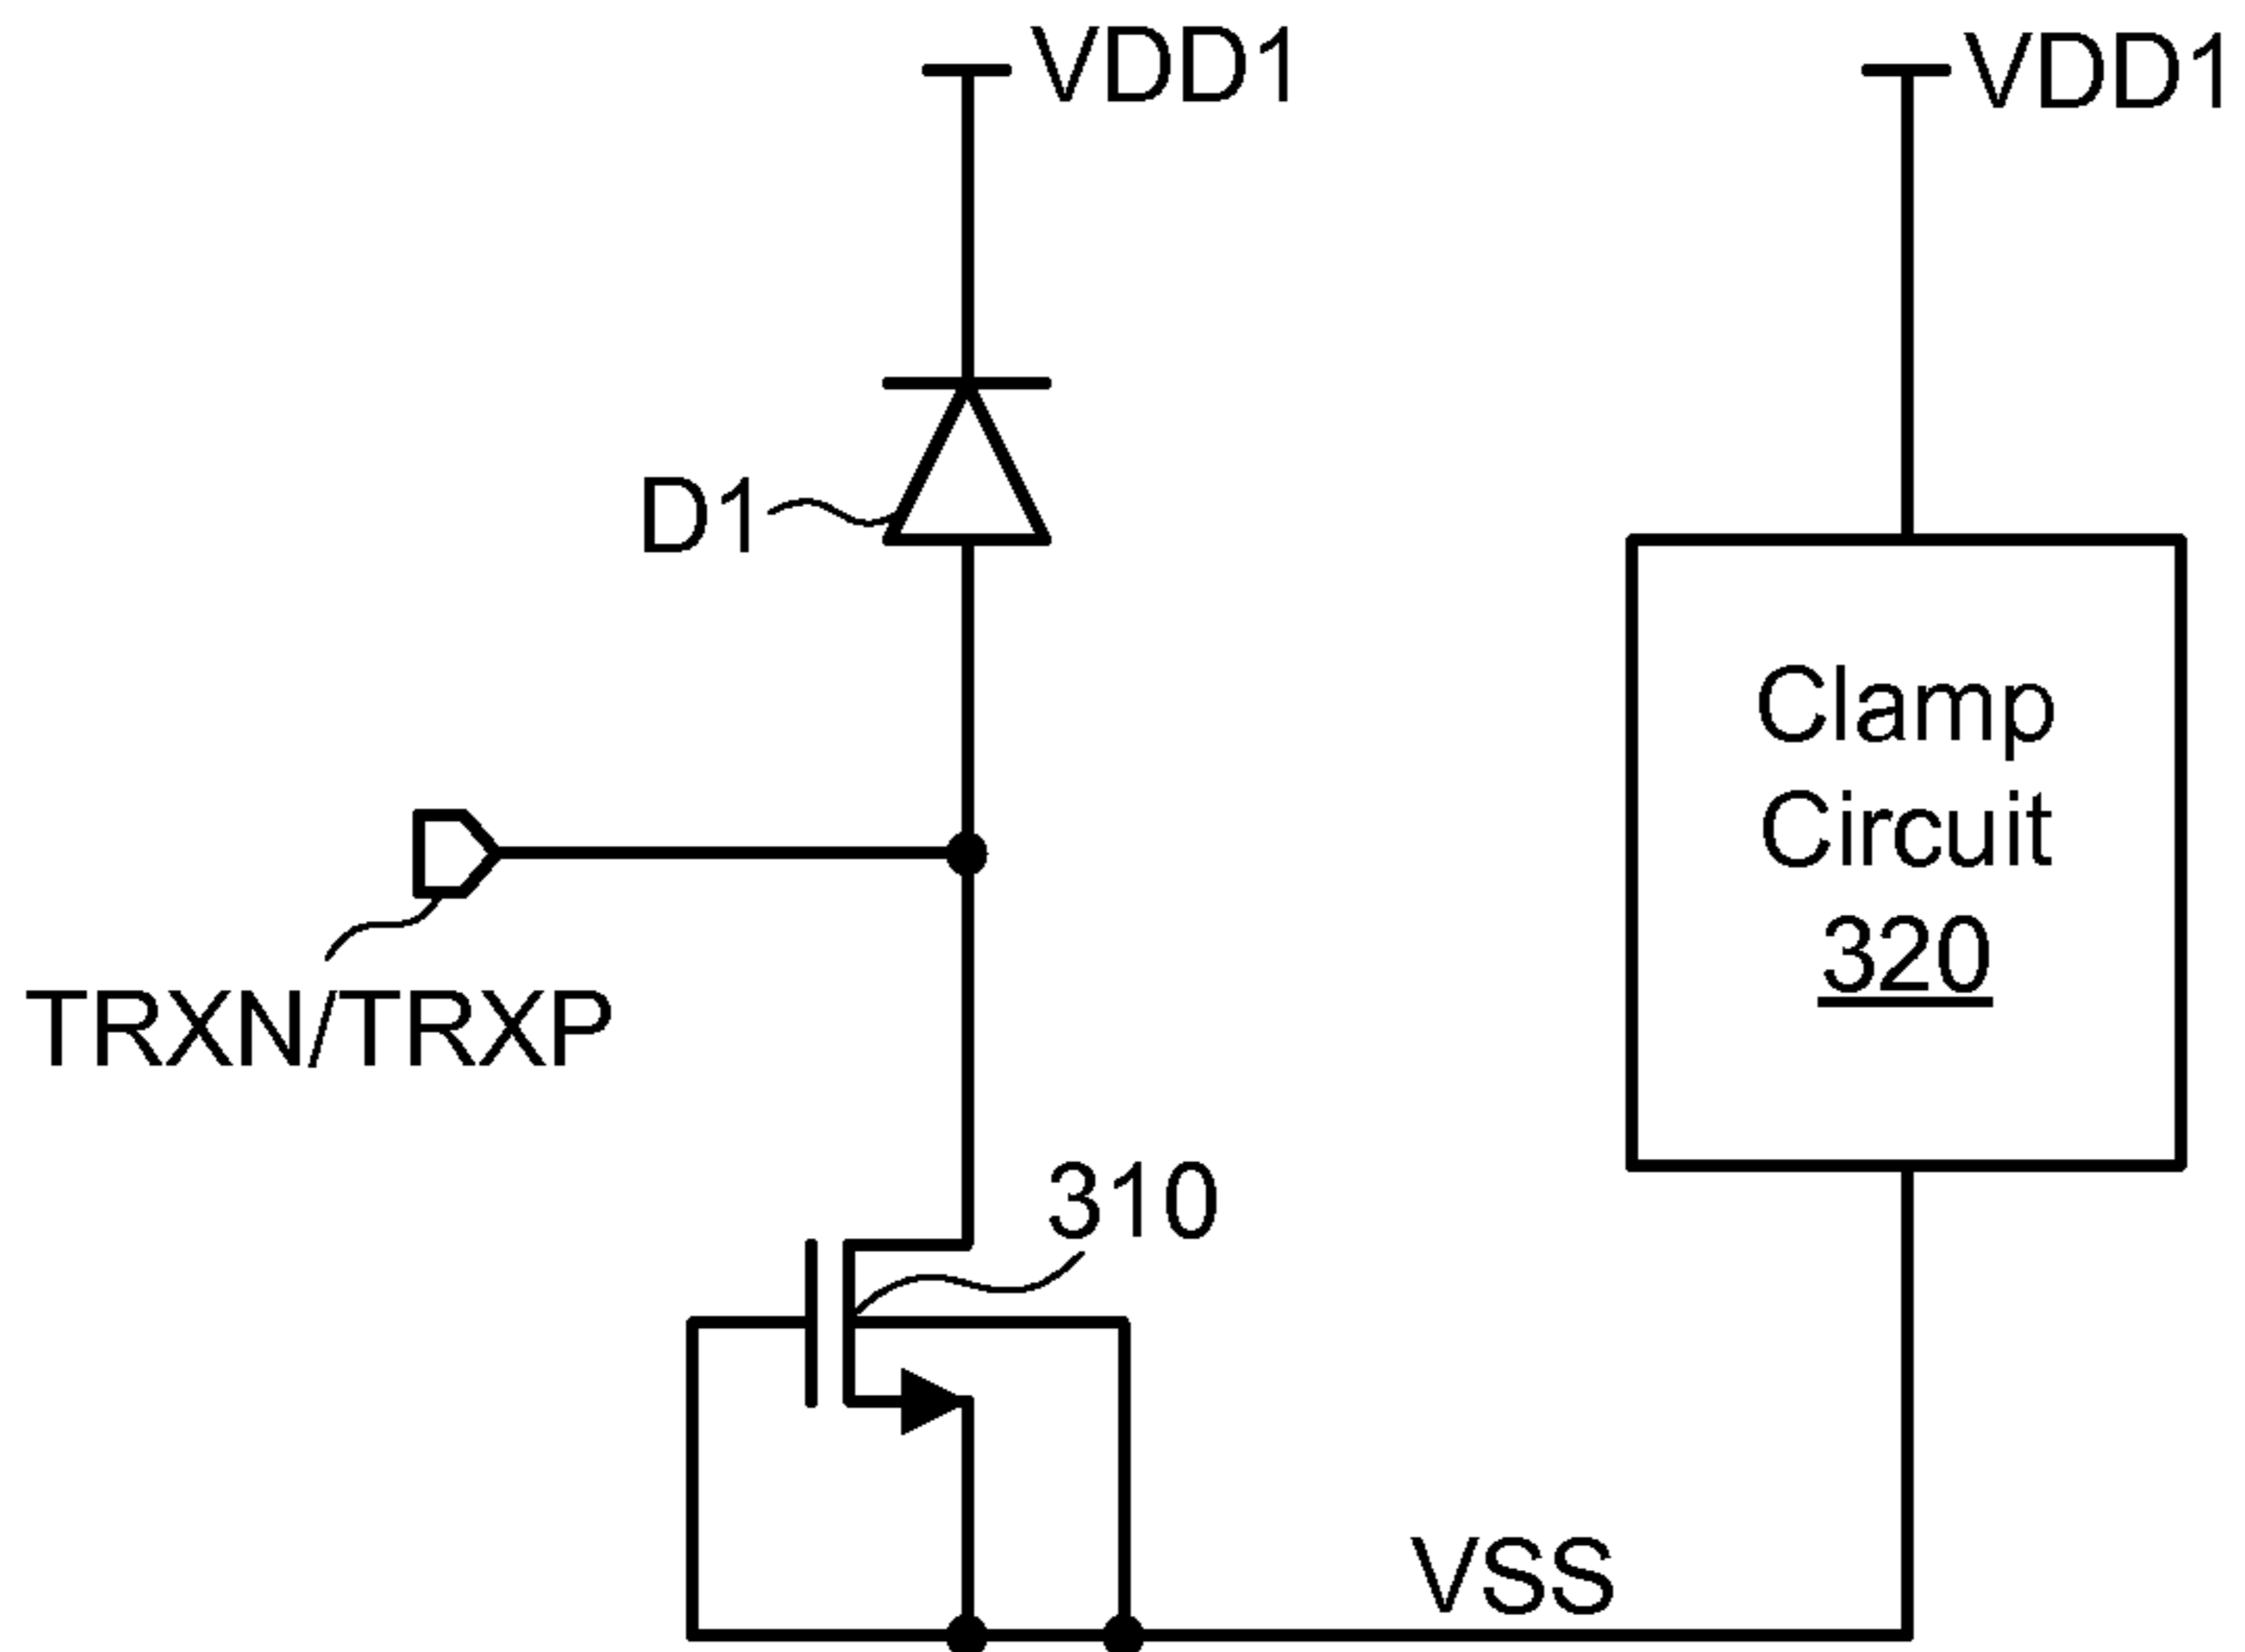 VDD1
VDD1
D1
Clamp
Circuit
320
TRXN/TRXP
310
VSS